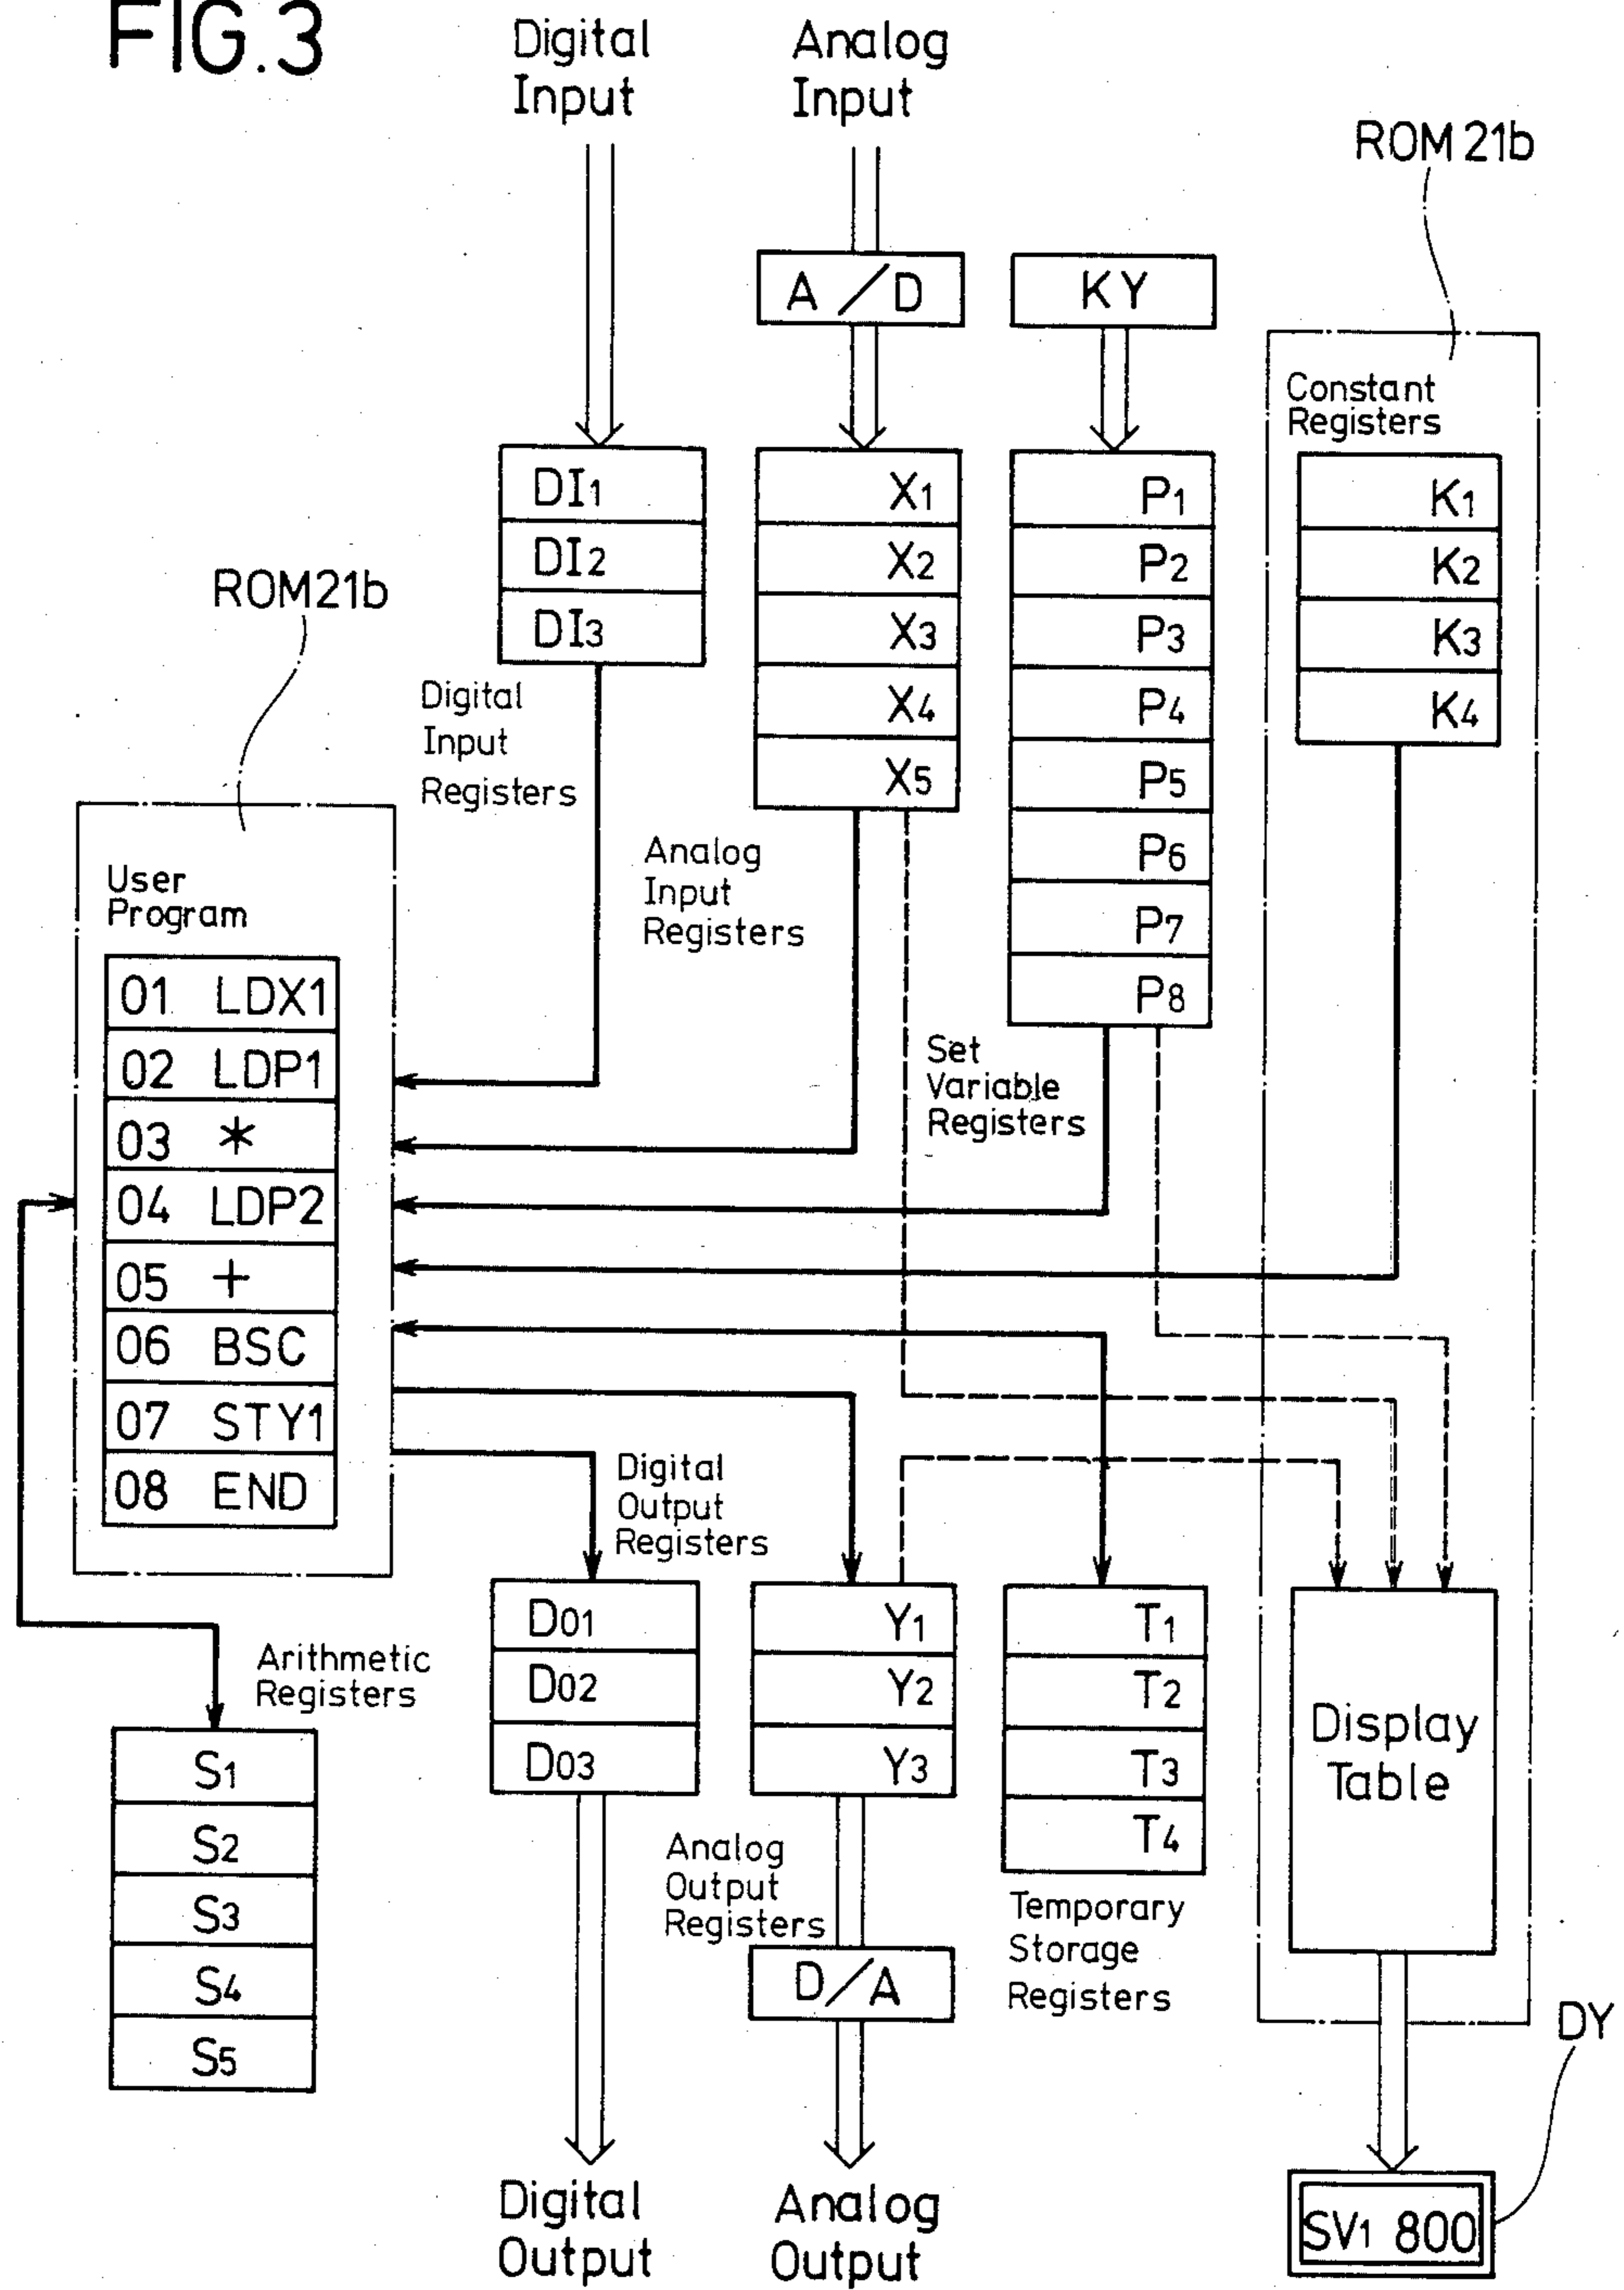 FIG.3
Digital
Input
Analog
Input
ROM 21b
A/D
KY
Constant
Registers
DI1
DI2
DI3
X1
X2
X3
X4
X5
P1
P2
P3
P4
P5
P6
P7
P8
K1
K2
K3
K4
ROM21b
Digital
Input
Registers
Analog
Input
Registers
Set
Variable
Registers
User
Program
01 LDX1
02 LDP1
03 *
04 LDP2
05 +
06 BSC
07 STY1
08 END
Digital
Output
Registers
Arithmetic
Registers
S1
S2
S3
S4
S5
D01
D02
D03
Y1
Y2
Y3
T1
T2
T3
T4
Display
Table
Analog
Output
Registers
Temporary
Storage
Registers
D/A
DY
Digital
Output
Analog
Output
SV1 800